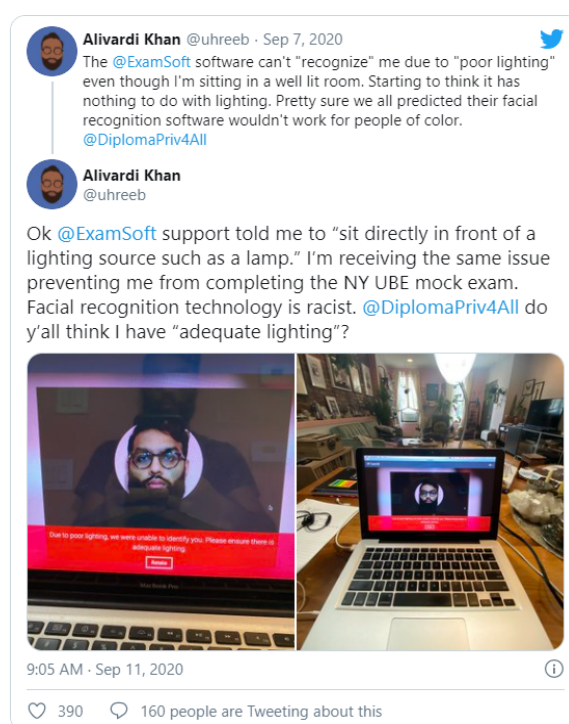 Alivardi Khan @uhreeb · Sep 7, 2020
The @ExamSoft software can't "recognize" me due to "poor lighting"
even though I'm sitting in a well lit room. Starting to think it has
nothing to do with lighting. Pretty sure we all predicted their facial
recognition software wouldn't work for people of color.
@DiplomaPriv4All
Alivardi Khan
@uhreeb
Ok @ExamSoft support told me to “sit directly in front of a
lighting source such as a lamp.” I’m receiving the same issue
preventing me from completing the NY UBE mock exam.
Facial recognition technology is racist. @DiplomaPriv4All do
y’all think I have “adequate lighting”?
Due to poor lighting, we were unable to identify you. Please ensure there is
adequate lighting.
Retake
MacBook Pro
9:05 AM · Sep 11, 2020
390
160 people are Tweeting about this